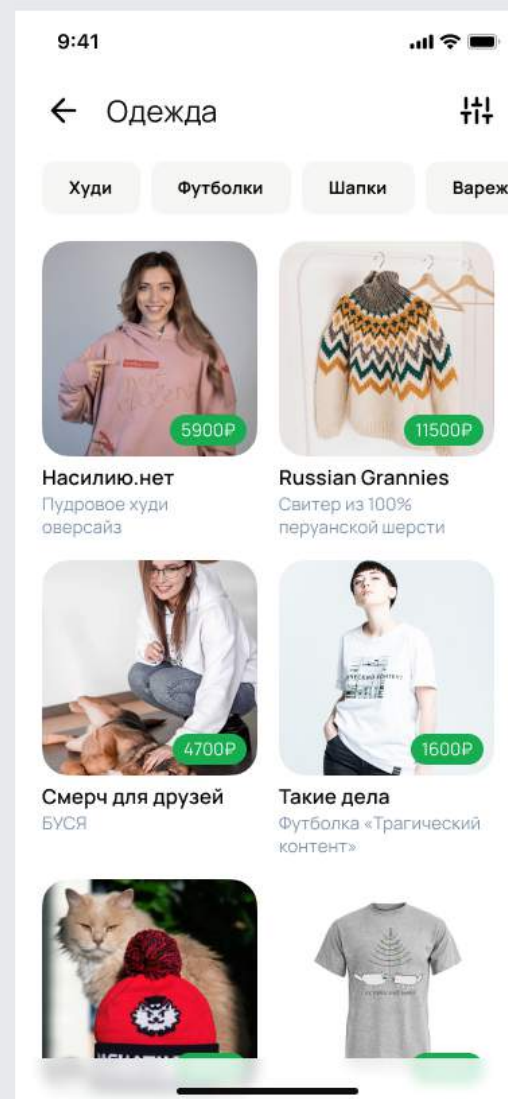 9:41
Одежда
Худи
Футболки
Шапки
Вареж
5900₽
11500₽
Насилию.нет
Russian Grannies
Пудровое худи
оверсайз
Свитер из 100%
перуанской шерсти
4700₽
1600₽
Смерч для друзей
Такие дела
БУСЯ
Футболка «Трагический
контент»